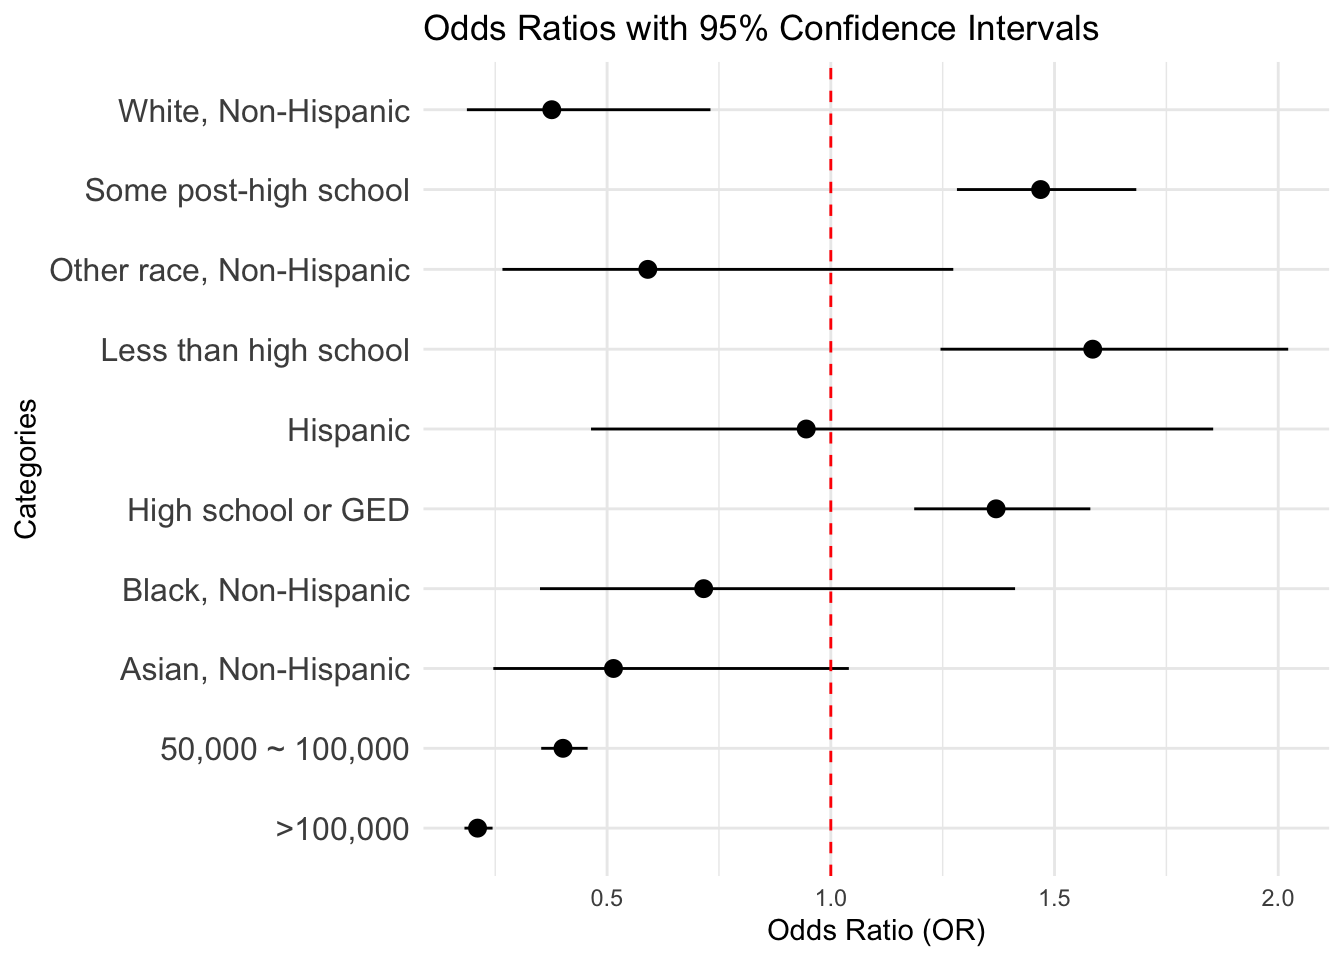 Odds Ratios with 95% Confidence Intervals
Categories
White, Non-Hispanic
Some post-high school
Other race, Non-Hispanic
Less than high school
Hispanic
High school or GED
Black, Non-Hispanic
Asian, Non-Hispanic
50,000 ~ 100,000
>100,000
0.5 1.0 1.5 2.0
Odds Ratio (OR)